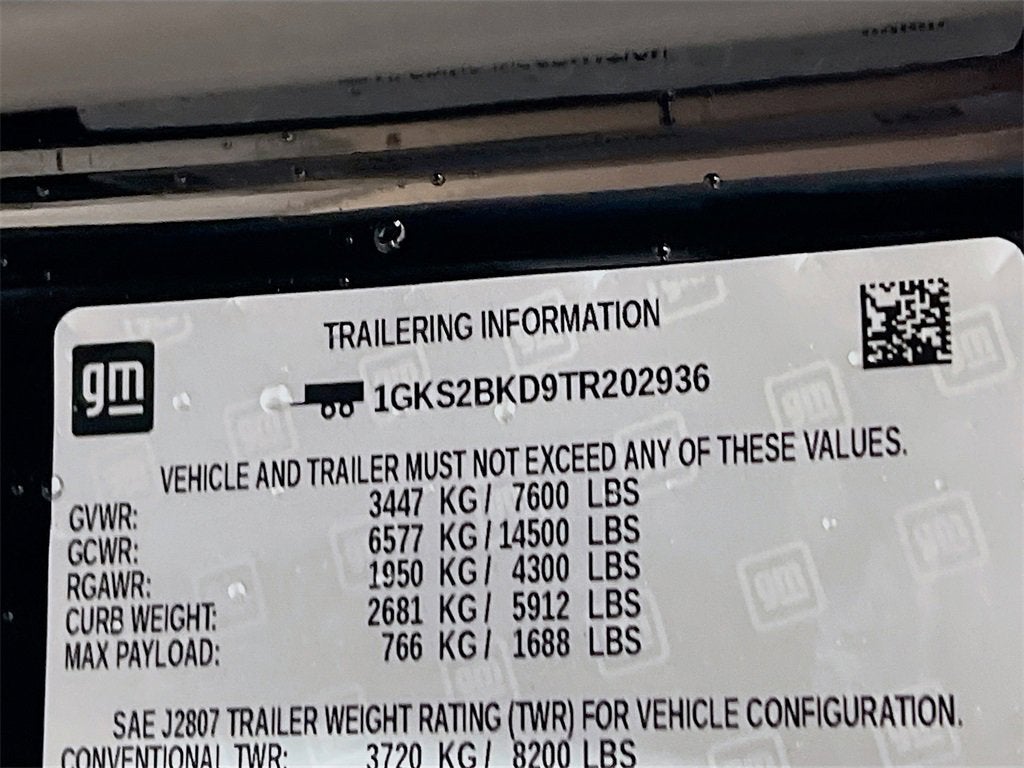 gm
TRAILERING INFORMATION
1GKS2BKD9TR202936
VEHICLE AND TRAILER MUST NOT EXCEED ANY OF THESE VALUES.
GVWR: 3447 KG / 7600 LBS
GCWR: 6577 KG / 14500 LBS
RGAWR: 1950 KG / 4300 LBS
CURB WEIGHT: 2681 KG / 5912 LBS
MAX PAYLOAD: 766 KG / 1688 LBS
SAE J2807 TRAILER WEIGHT RATING (TWR) FOR VEHICLE CONFIGURATION.
CONVENTIONAL TWR: 3720 KG / 8200 LBS